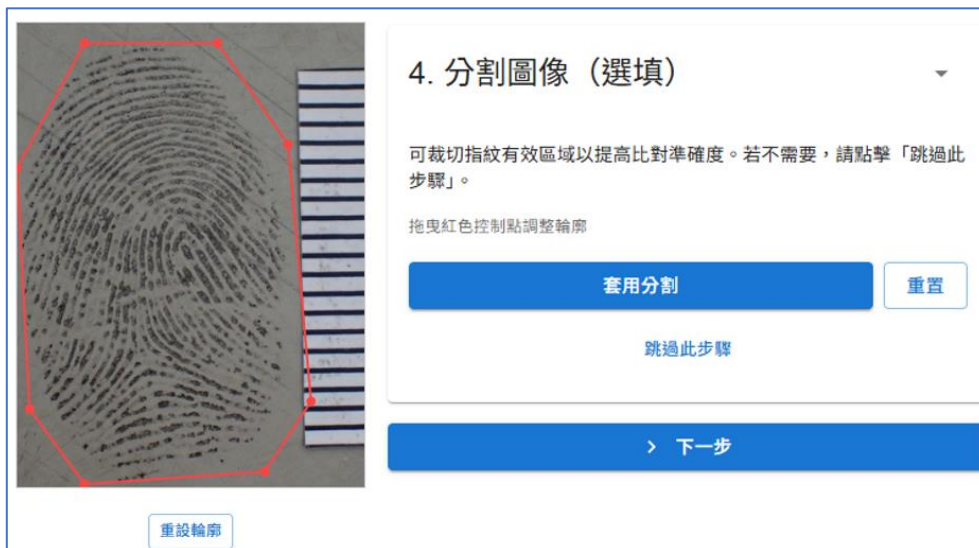 4. 分割圖像（選填）
可裁切指紋有效區域以提高比對準確度。若不需要，請點擊「跳過此
步驟」。
拖曳紅色控制點調整輪廓
套用分割
重置
跳過此步驟
下一步
重設輪廓